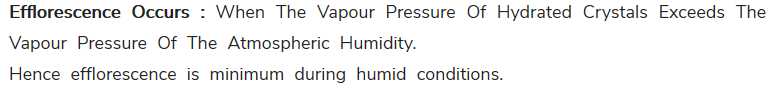 Efflorescence Occurs : When The Vapour Pressure Of Hydrated Crystals Exceeds The
Vapour Pressure Of The Atmospheric Humidity.
Hence efflorescence is minimum during humid conditions.